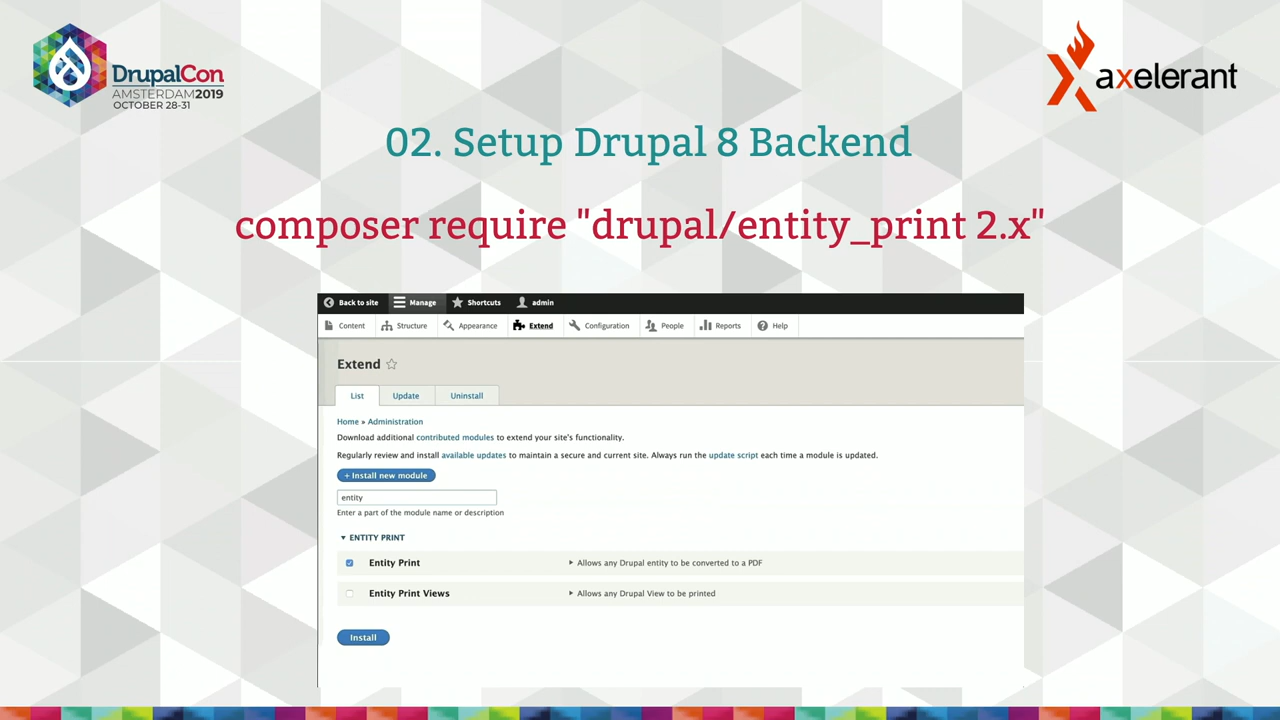 DrupalCon
AMSTERDAM2019
OCTOBER 28-31
axelerant
02. Setup Drupal 8 Backend
composer require "drupal/entity_print 2.x"
Back to site Manage Shortcuts admin
Content Structure Appearance Extend Configuration People Reports Help
Extend
List Update Uninstall
Home » Administration
Download additional contributed modules to extend your site's functionality.
Regularly review and install available updates to maintain a secure and current site. Always run the update script each time a module is updated.
+ Install new module
entity
Enter a part of the module name or description
ENTITY PRINT
Entity Print Allows any Drupal entity to be converted to a PDF
Entity Print Views Allows any Drupal View to be printed
Install